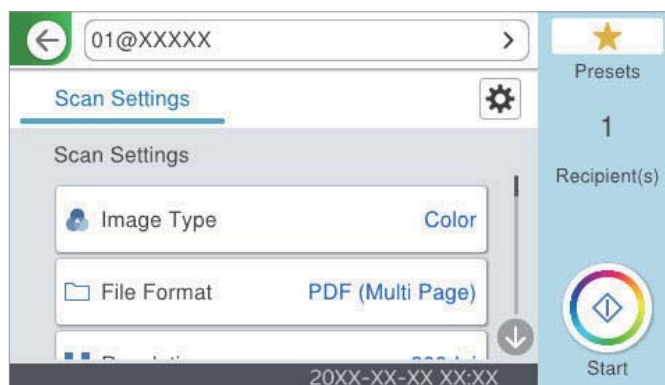 01@XXXXX
Presets
Scan Settings
1
Recipient(s)
Scan Settings
Image Type Color
File Format PDF (Multi Page)
20XX-XX-XX XX:XX
Start